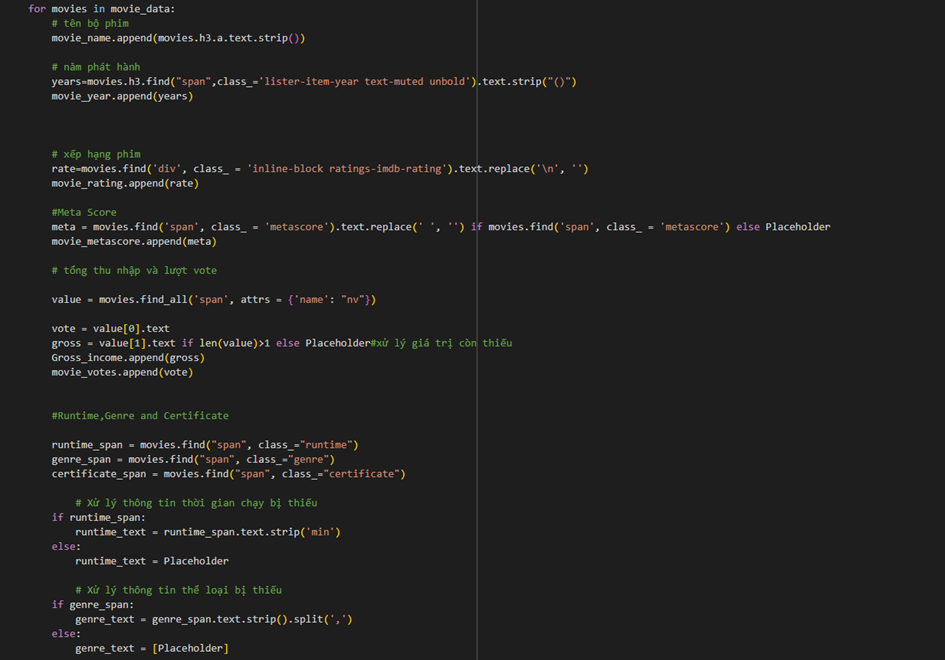 for movies in movie_data:
# tên bộ phim
movie_name.append(movies.h3.a.text.strip())
# năm phát hành
years=movies.h3.find("span",class_='lister-item-year text-muted unbold').text.strip("()")
movie_year.append(years)
# xếp hạng phim
rate=movies.find('div', class_ = 'inline-block ratings-imdb-rating').text.replace('\n', '')
movie_rating.append(rate)
#Meta Score
meta = movies.find('span', class_ = 'metascore').text.replace(' ', '') if movies.find('span', class_ = 'metascore') else Placeholder
movie_metascore.append(meta)
# tổng thu nhập và lượt vote
value = movies.find_all('span', attrs = {'name': "nv"})
vote = value[0].text
gross = value[1].text if len(value)>1 else Placeholder#xử lý giá trị còn thiếu
Gross_income.append(gross)
movie_votes.append(vote)
#Runtime,Genre and Certificate
runtime_span = movies.find("span", class_="runtime")
genre_span = movies.find("span", class_="genre")
certificate_span = movies.find("span", class_="certificate")
# Xử lý thông tin thời gian chạy bị thiếu
if runtime_span:
runtime_text = runtime_span.text.strip('min')
else:
runtime_text = Placeholder
# Xử lý thông tin thể loại bị thiếu
if genre_span:
genre_text = genre_span.text.strip().split(',')
else:
genre_text = [Placeholder]